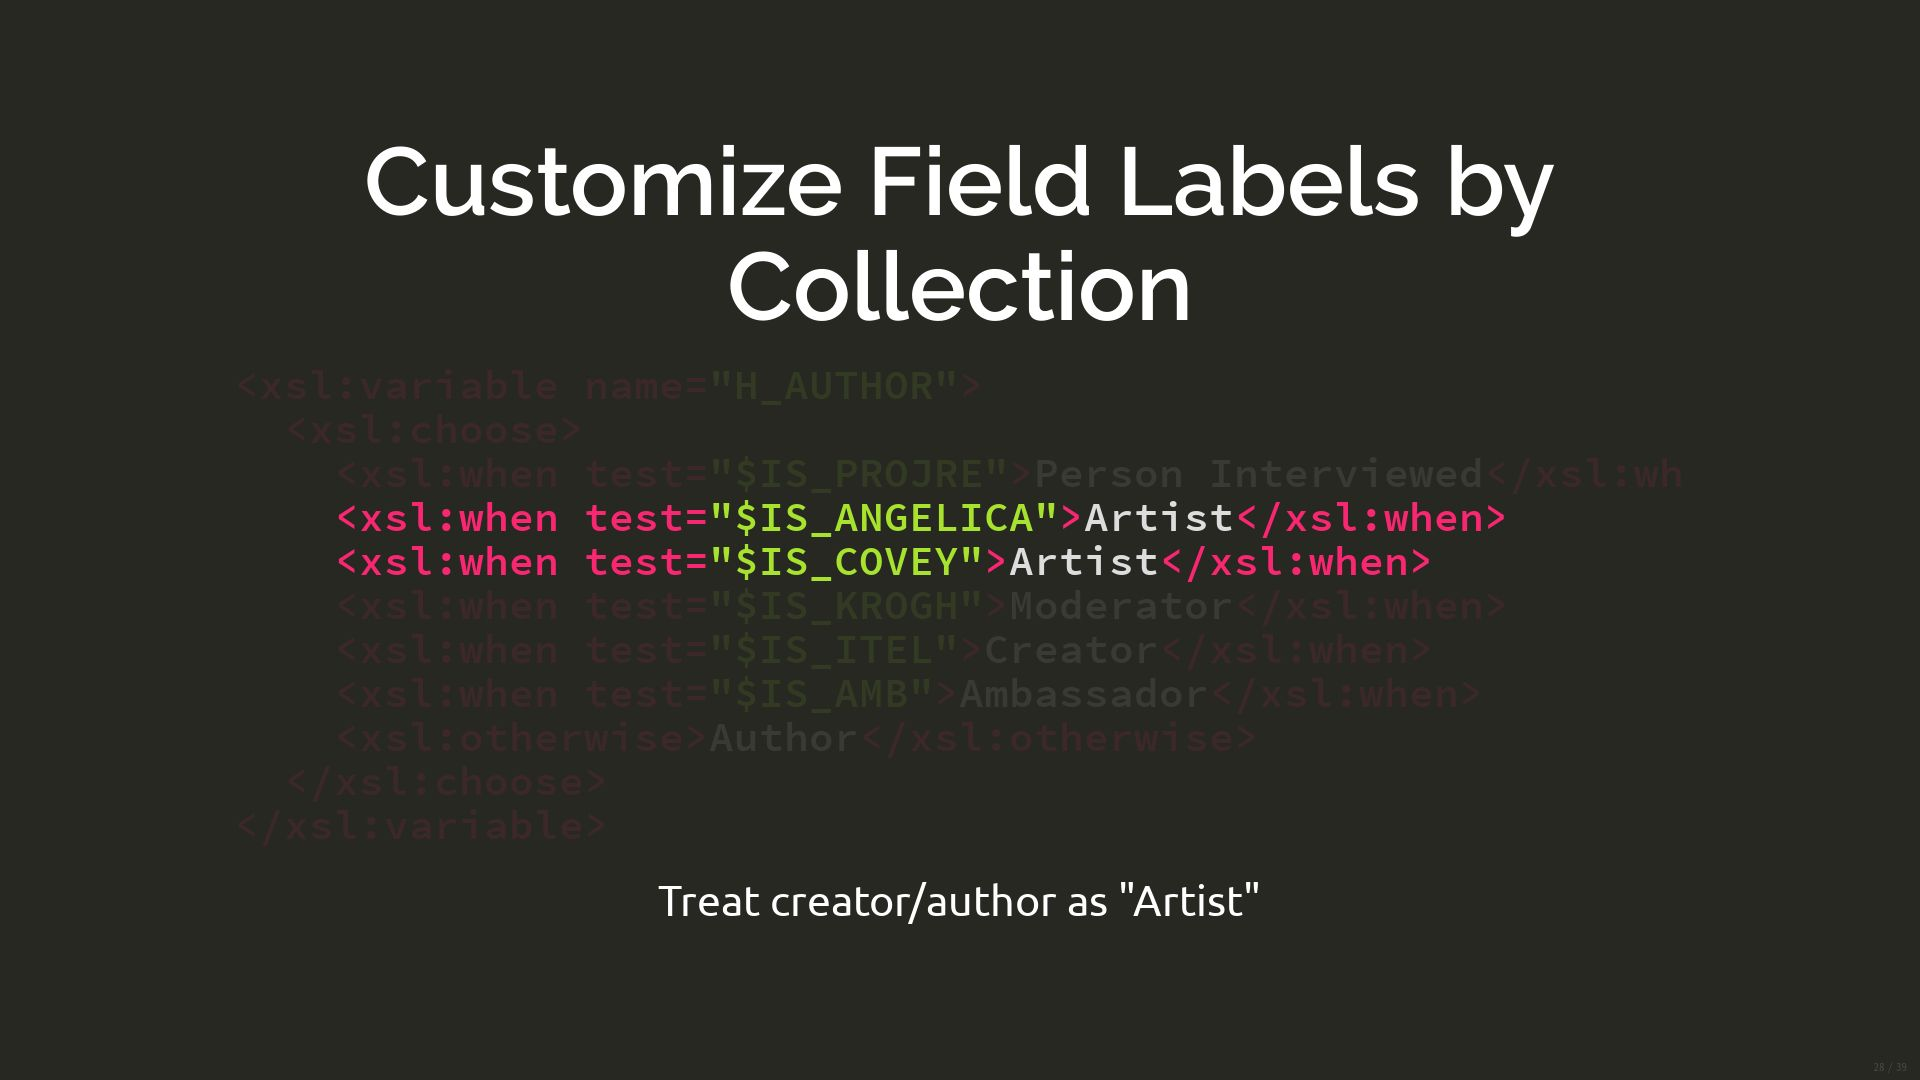 Customize Field Labels by
Collection
<xsl:variable name="H_AUTHOR">
  <xsl:choose>
    <xsl:when test="$IS_PROJRE">Person Interviewed</xsl:wh
    <xsl:when test="$IS_ANGELICA">Artist</xsl:when>
    <xsl:when test="$IS_COVEY">Artist</xsl:when>
    <xsl:when test="$IS_KROGH">Moderator</xsl:when>
    <xsl:when test="$IS_ITEL">Creator</xsl:when>
    <xsl:when test="$IS_AMB">Ambassador</xsl:when>
    <xsl:otherwise>Author</xsl:otherwise>
  </xsl:choose>
</xsl:variable>
Treat creator/author as "Artist"
28 / 39